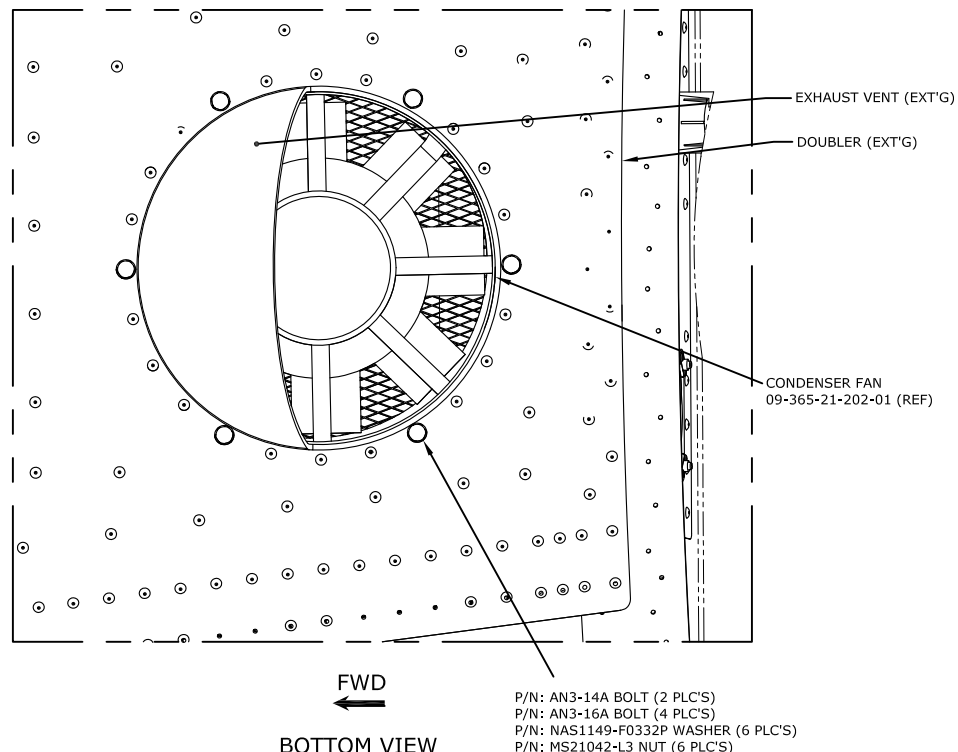 EXHAUST VENT (EXT'G)
DOUBLER (EXT'G)
CONDENSER FAN
09-365-21-202-01 (REF)
FWD
BOTTOM VIEW
P/N: AN3-14A BOLT (2 PLC'S)
P/N: AN3-16A BOLT (4 PLC'S)
P/N: NAS1149-F0332P WASHER (6 PLC'S)
P/N: MS21042-L3 NUT (6 PLC'S)